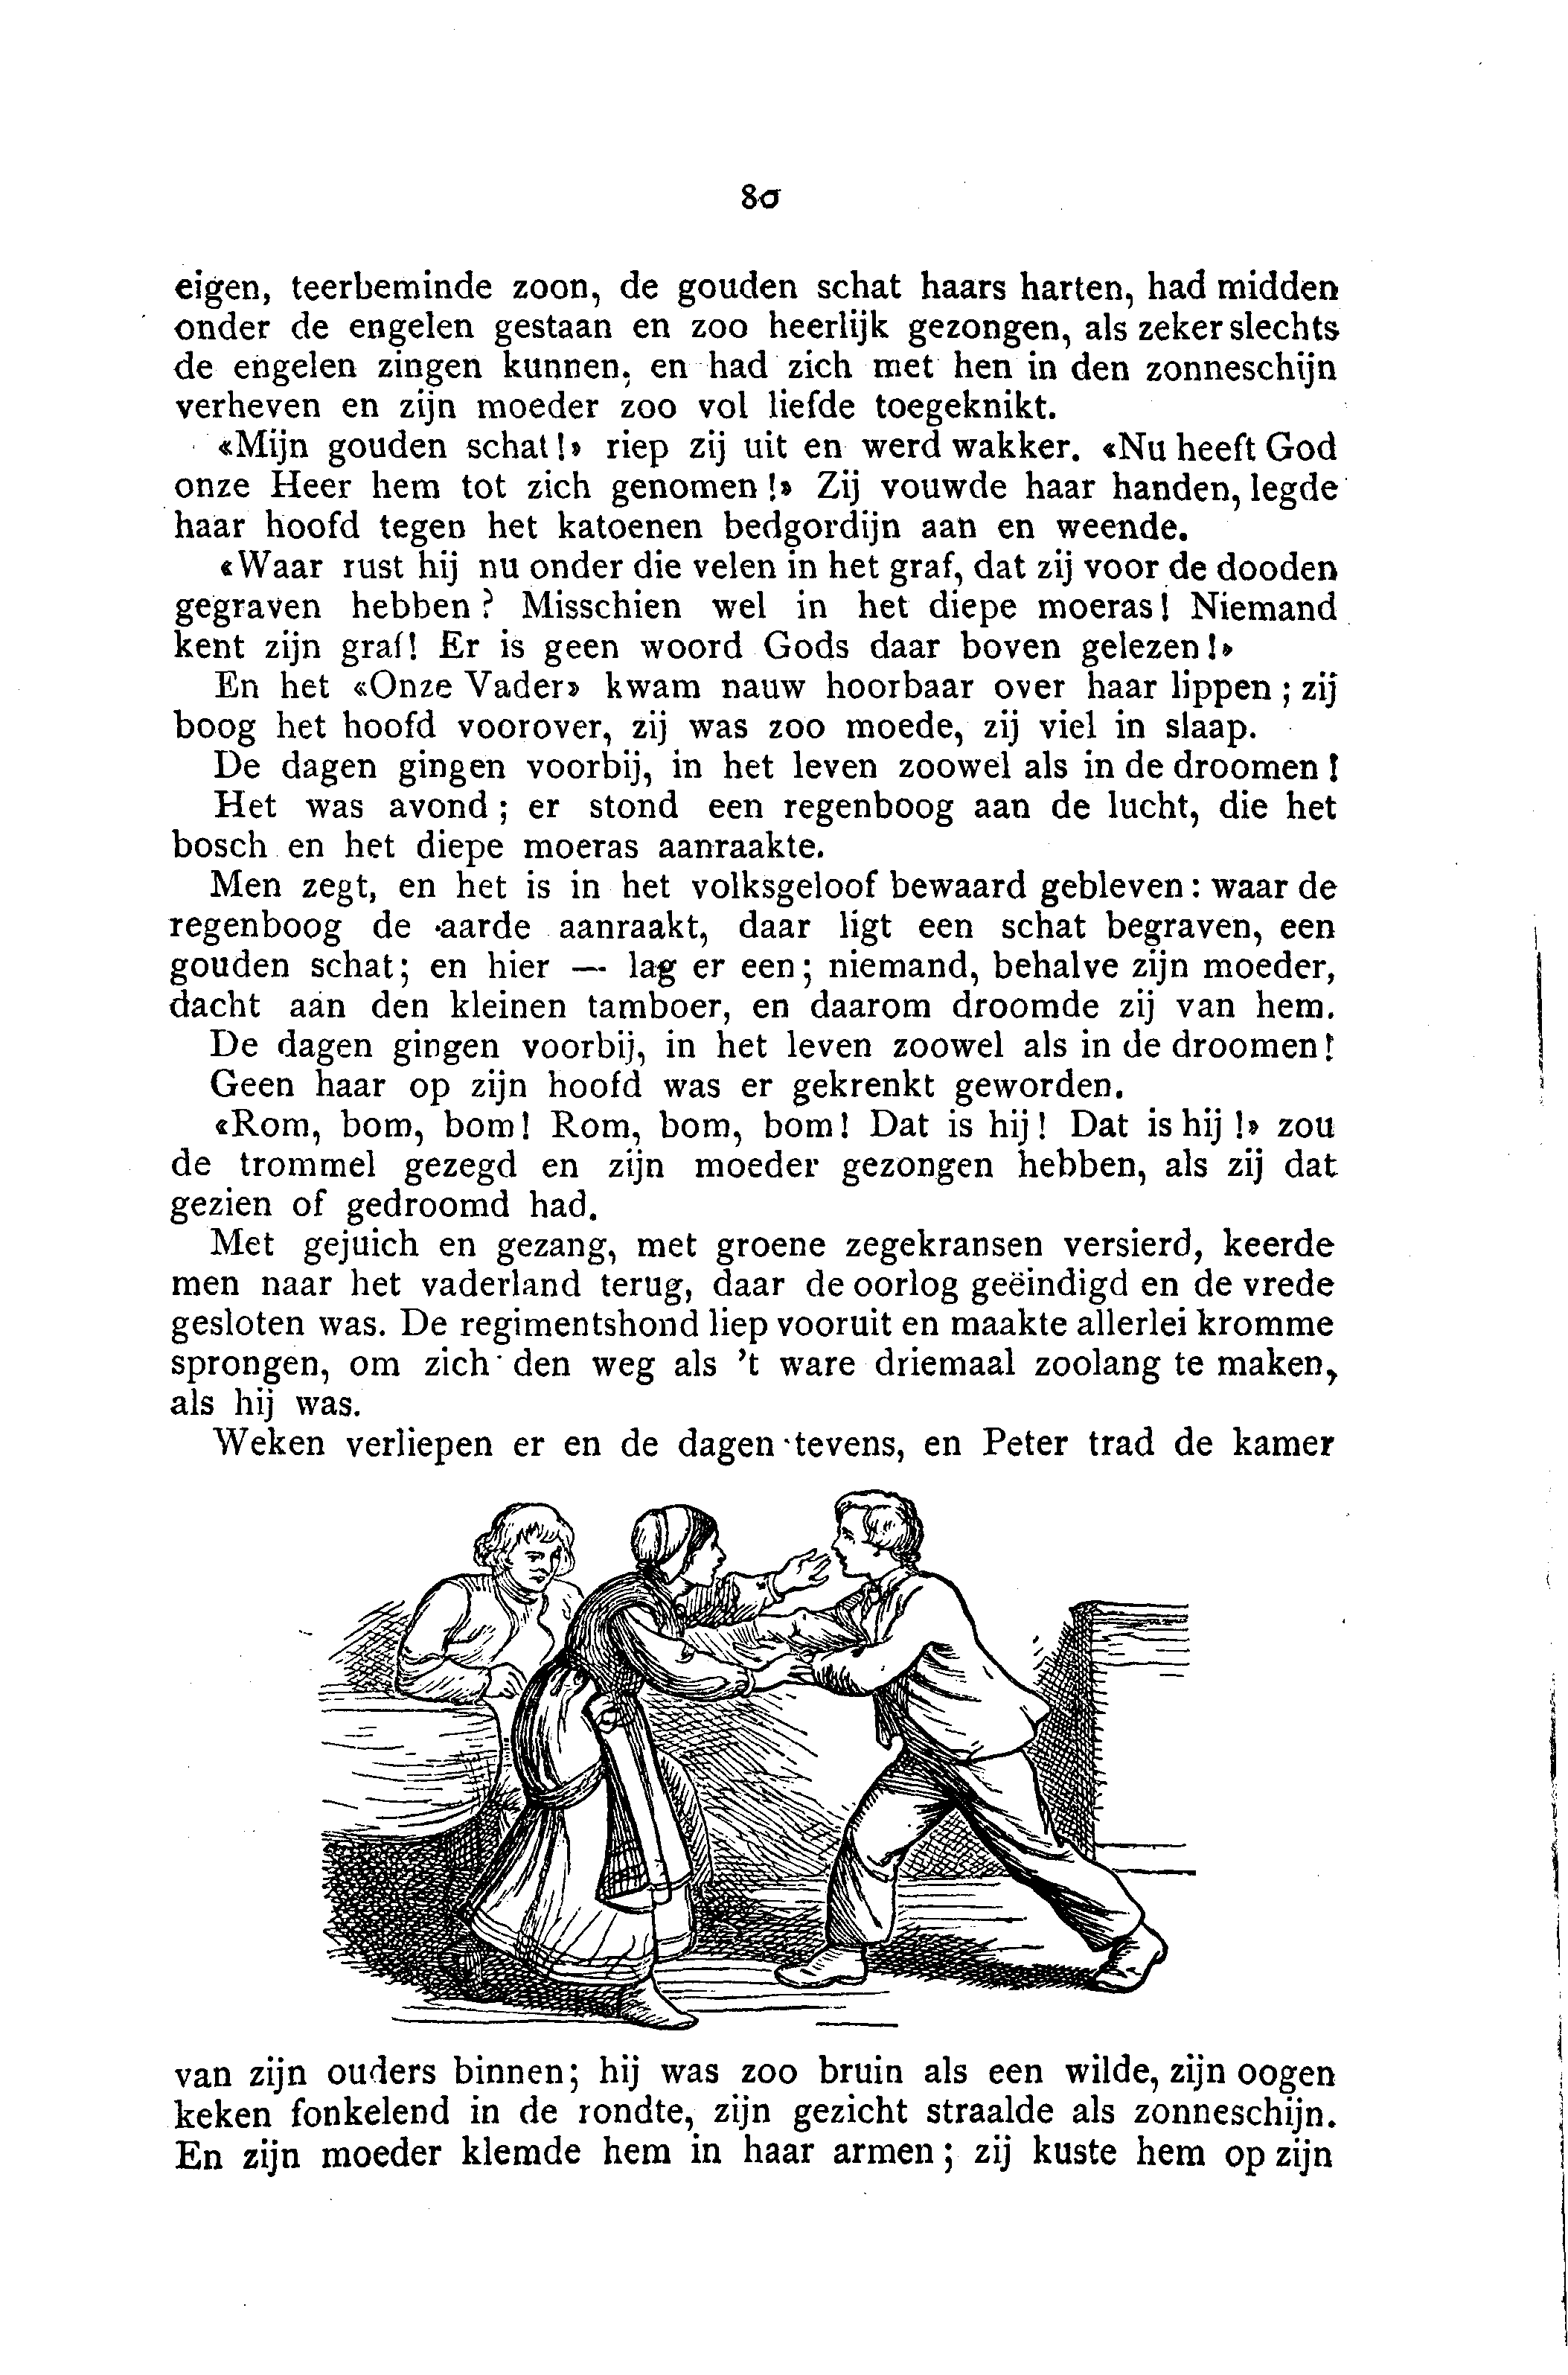 80
eigen, teerbeminde zoon, de gouden schat haars harten, had midden
onder de engelen gestaan en zoo heerlijk gezongen, als zeker slechts
de engelen zingen kunnen, en had zich met hen in den zonneschijn
verheven en zijn moeder zoo vol liefde toegeknikt.
«Mijn gouden schat!» riep zij uit en werd wakker. «Nu heeft God
onze Heer hem tot zich genomen!» Zij vouwde haar handen, legde
haar hoofd tegen het katoenen bedgordijn aan en weende.
«Waar rust hij nu onder die velen in het graf, dat zij voor de dooden
gegraven hebben? Misschien wel in het diepe moeras! Niemand
kent zijn graf! Er is geen woord Gods daar boven gelezen!»
En het «Onze Vader» kwam nauw hoorbaar over haar lippen; zij
boog het hoofd voorover, zij was zoo moede, zij viel in slaap.
De dagen gingen voorbij, in het leven zoowel als in de droomen!
Het was avond; er stond een regenboog aan de lucht, die het
bosch en het diepe moeras aanraakte.
Men zegt, en het is in het volksgeloof bewaard gebleven: waar de
regenboog de aarde aanraakt, daar ligt een schat begraven, een
gouden schat; en hier — lag er een; niemand, behalve zijn moeder,
dacht aan den kleinen tamboer, en daarom droomde zij van hem.
De dagen gingen voorbij, in het leven zoowel als in de droomen!
Geen haar op zijn hoofd was er gekrenkt geworden.
«Rom, bom, bom! Rom, bom, bom! Dat is hij! Dat is hij!» zou
de trommel gezegd en zijn moeder gezongen hebben, als zij dat
gezien of gedroomd had.
Met gejuich en gezang, met groene zegekransen versierd, keerde
men naar het vaderland terug, daar de oorlog geëindigd en de vrede
gesloten was. De regimentshond liep vooruit en maakte allerlei kromme
sprongen, om zich den weg als 't ware driemaal zoolang te maken,
als hij was.
Weken verliepen er en de dagen tevens, en Peter trad de kamer
van zijn ouders binnen; hij was zoo bruin als een wilde, zijn oogen
keken fonkelend in de rondte, zijn gezicht straalde als zonneschijn.
En zijn moeder klemde hem in haar armen; zij kuste hem op zijn